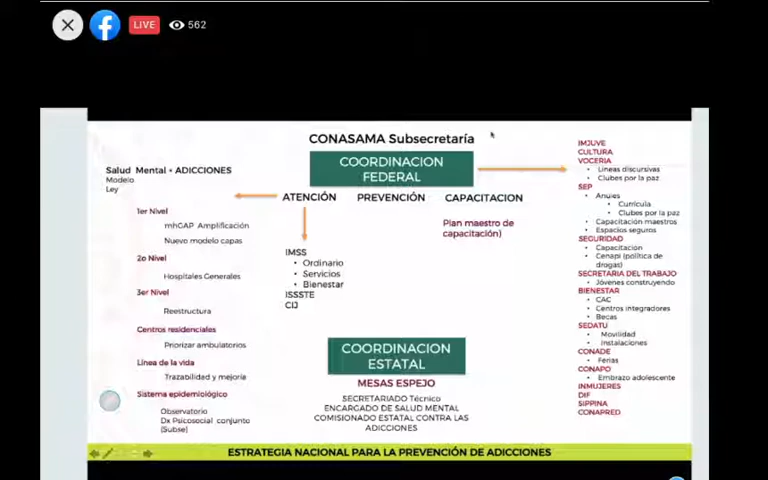 LIVE
562
CONASAMA Subsecretaría
COORDINACION
FEDERAL
ATENCIÓN
PREVENCIÓN
CAPACITACION
Plan maestro de
capacitación)
Salud Mental + ADICCIONES
Modelo
Ley
1er Nivel
mhGAP Amplificación
Nuevo modelo capas
2o Nivel
Hospitales Generales
3er Nivel
Reestructura
Centros residenciales
Priorizar ambulatorios
Línea de la vida
Trazabilidad y mejoria
Sistema epidemiológico
Observatorio
Dx Psicosocial conjunto
(Subse)
IMSS
• Ordinario
• Servicios
• Bienestar
ISSSTE
CIJ
COORDINACION
ESTATAL
MESAS ESPEJO
SECRETARIADO Técnico
ENCARGADO DE SALUD MENTAL
COMISIONADO ESTATAL CONTRA LAS
ADICCIONES
IMJUVE
CULTURA
VOCERIA
• Líneas discursivas
• Clubes por la paz
SEP
• Anuies
• Curricula
• Clubes por la paz
• Capacitación maestros
• Espacios seguros
SEGURIDAD
• Capacitacion
• Cenapi (política de
drogas)
SECRETARIA DEL TRABAJO
• Jóvenes construyendo
BIENESTAR
• CAC
• Centros integradores
• Becas
SEDATU
• Movilidad
• Instalaciones
CONADE
• Ferias
CONAPO
• Embrazo adolescente
INMUJERES
DIF
SIPPINA
CONAPRED
ESTRATEGIA NACIONAL PARA LA PREVENCIÓN DE ADICCIONES